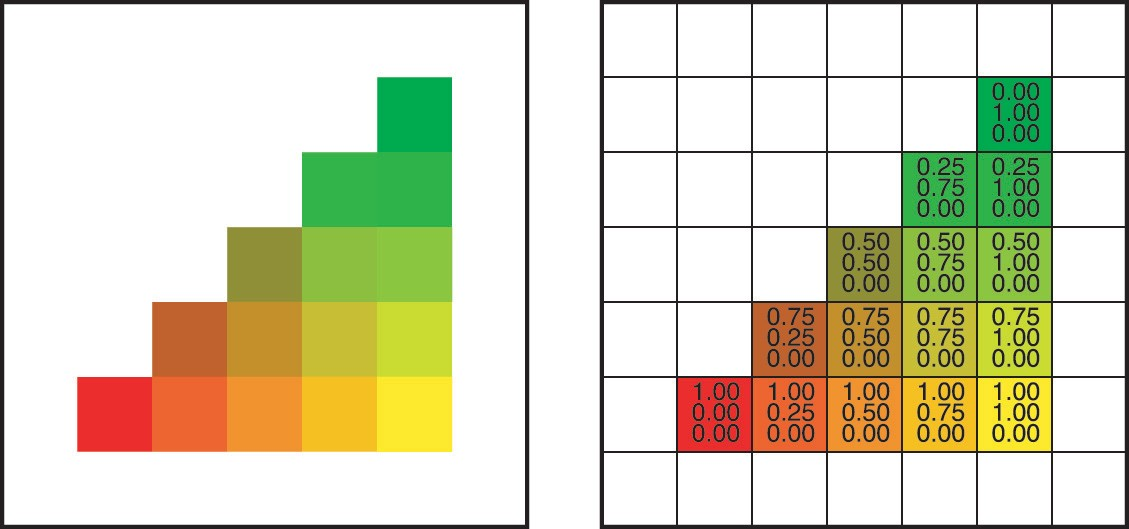 0.00
1.00
0.00
0.25 0.25
0.75 1.00
0.00 0.00
0.50 0.50 0.50
0.50 0.75 1.00
0.00 0.00 0.00
0.75 0.75 0.75 0.75
0.25 0.50 0.75 1.00
0.00 0.00 0.00 0.00
1.00 1.00 1.00 1.00 1.00
0.00 0.25 0.50 0.75 1.00
0.00 0.00 0.00 0.00 0.00